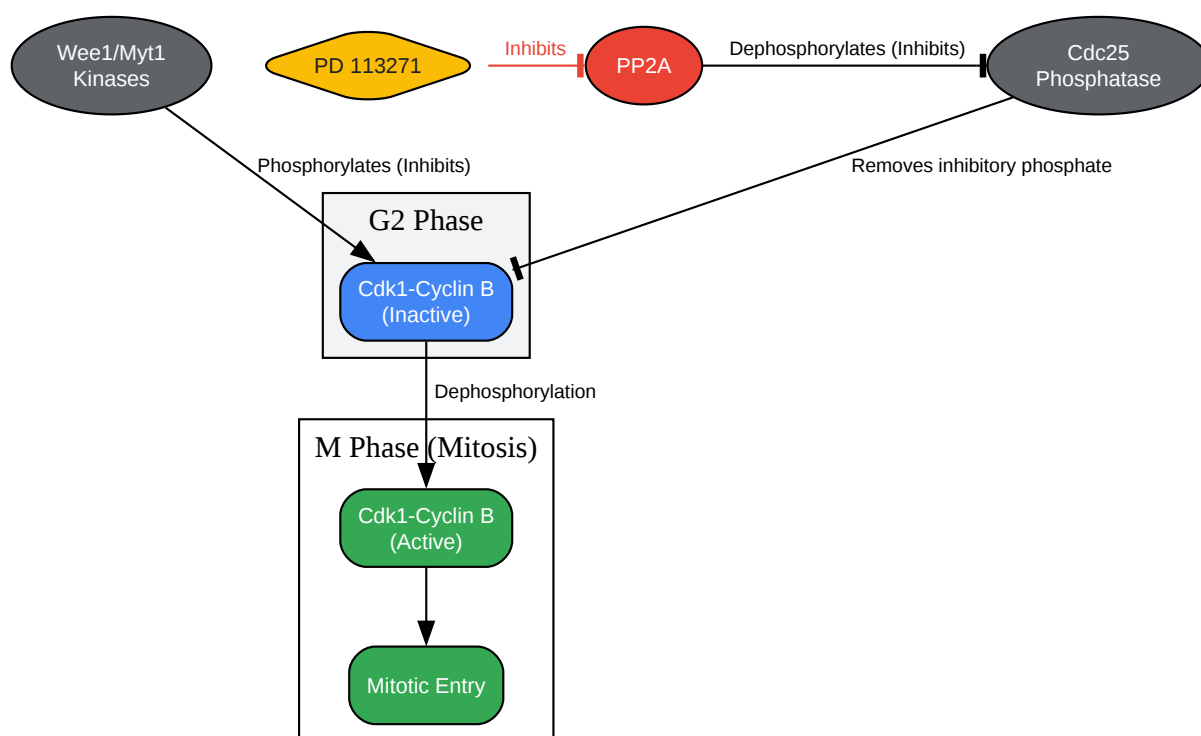 Wee1/Myt1
Kinases
PD 113271
Inhibits
PP2A
Dephosphorylates (Inhibits)
Cdc25
Phosphatase
Phosphorylates (Inhibits)
Removes inhibitory phosphate
G2 Phase
Cdk1-Cyclin B
(Inactive)
Dephosphorylation
M Phase (Mitosis)
Cdk1-Cyclin B
(Active)
Mitotic Entry